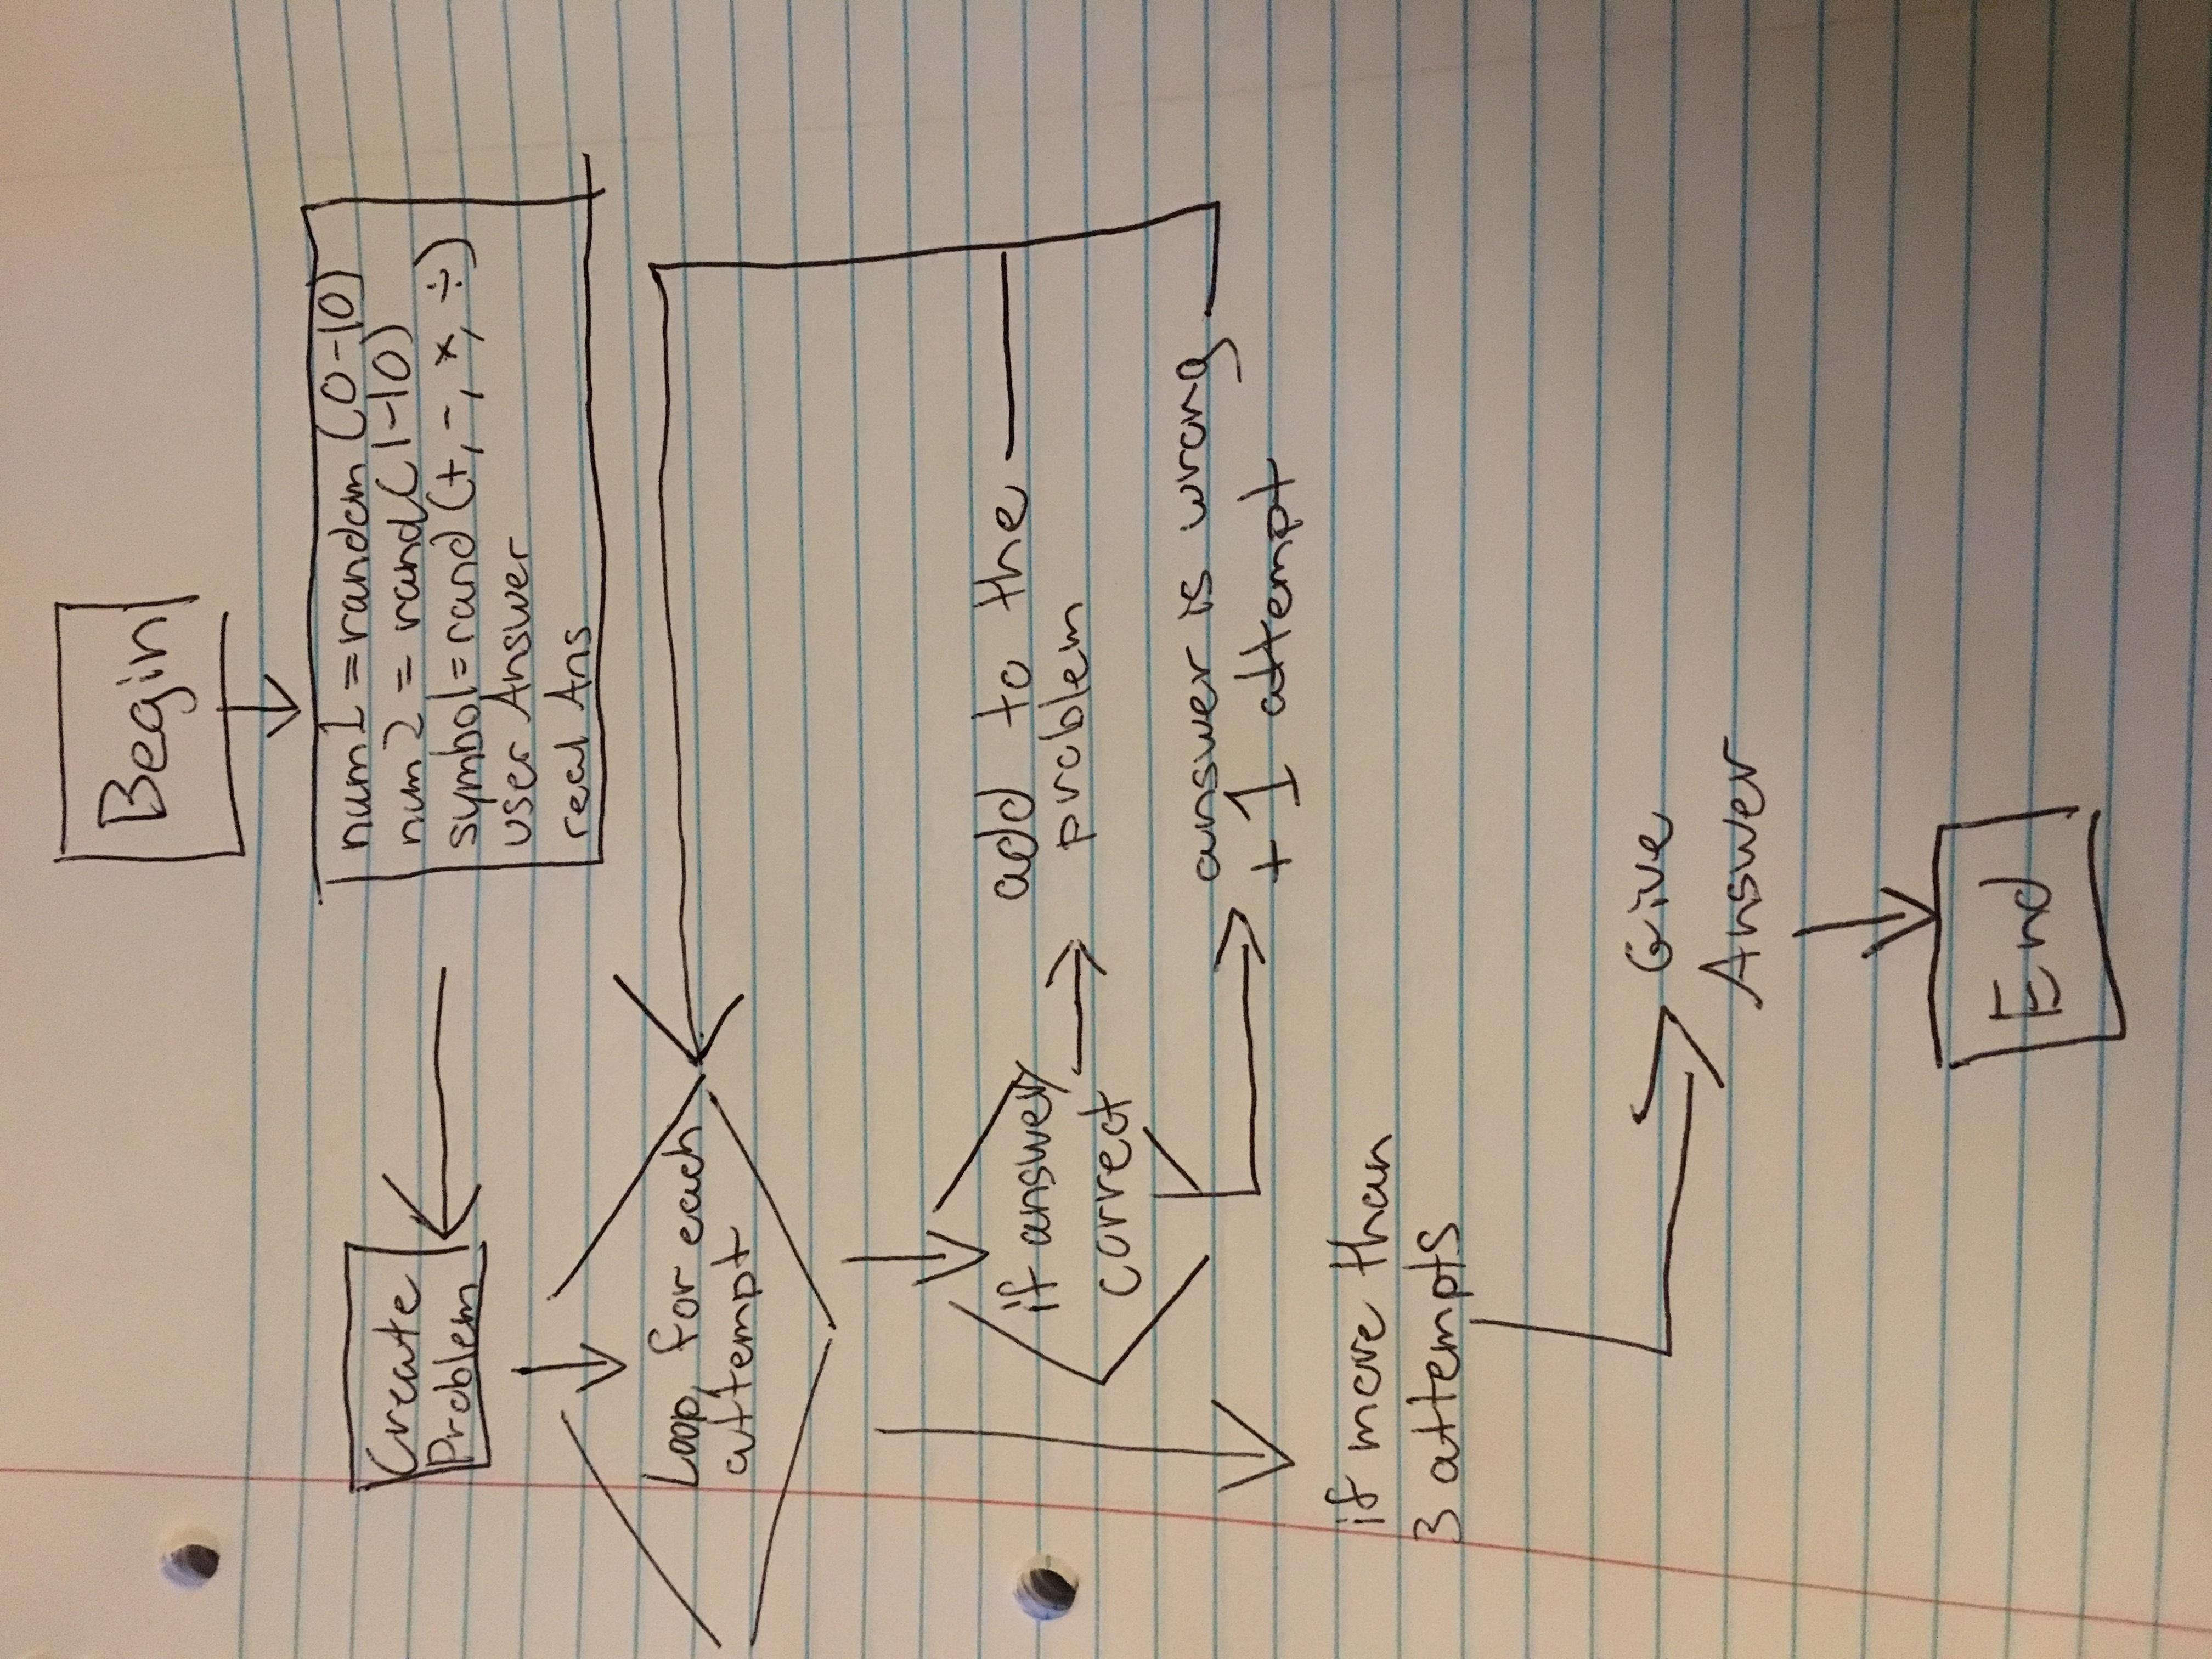 Begin
num1 = random (0-10)
num2 = rand(1-10)
symbol=rand (+, -, ×, ÷)
user Answer
real Ans
Create
Problem
Loop, for each
attempt
if answer
correct
add to the
problem
answer is wrong
+ 1 attempt
if more than
3 attempts
Give
Answer
End